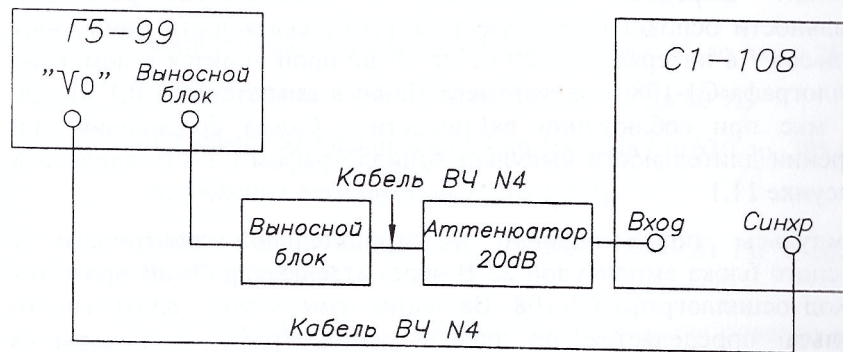 Г5-99
"V0"
Выносной
блок
С1-108
Кабель ВЧ N4
Выносной
блок
Аттенюатор
20dB
Вход
Синхр
Кабель ВЧ N4